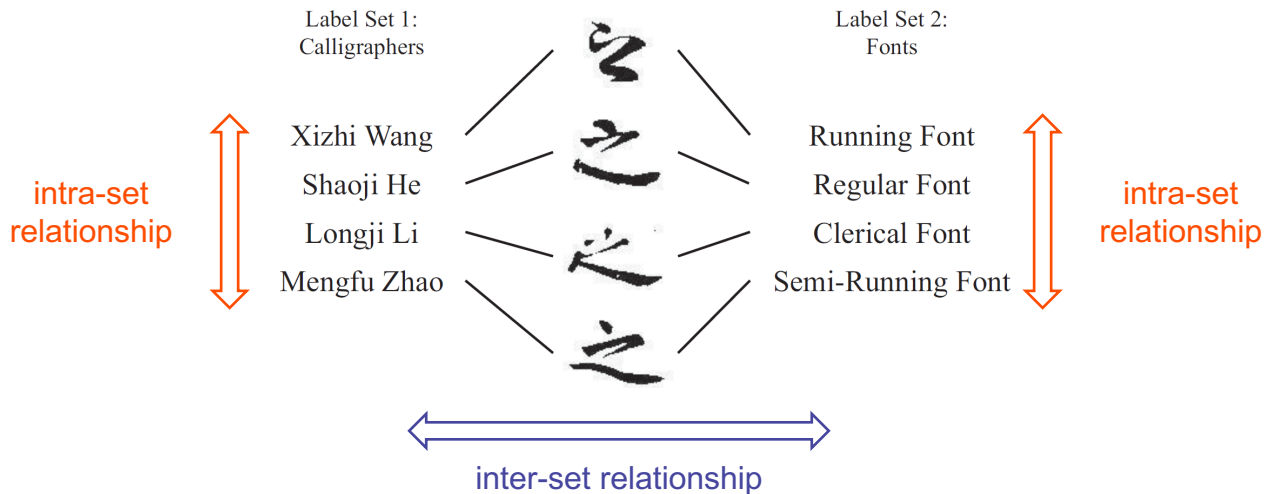 Label Set 1:
Calligraphers
Label Set 2:
Fonts
之
之
之
之
Xizhi Wang
Shaoji He
Longji Li
Mengfu Zhao
Running Font
Regular Font
Clerical Font
Semi-Running Font
intra-set
relationship
intra-set
relationship
inter-set relationship